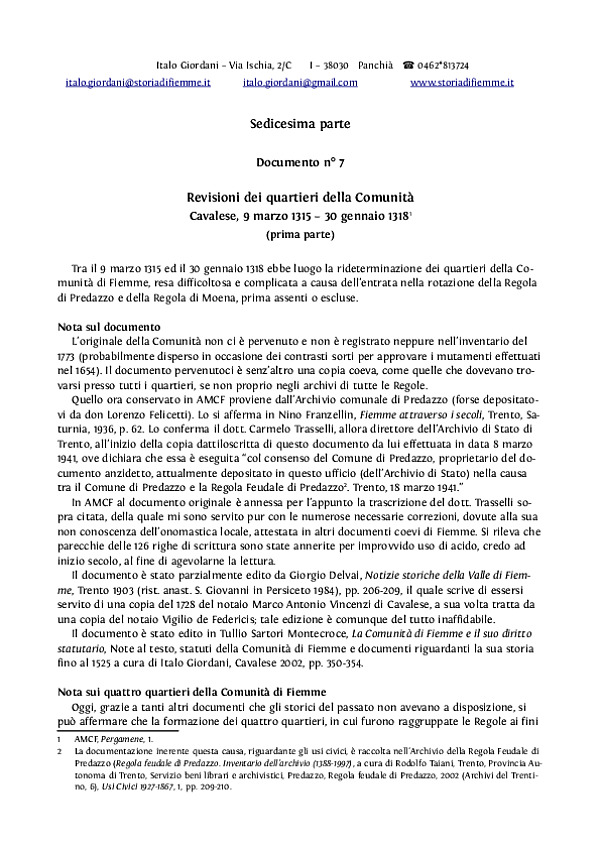 Italo Giordani – Via Ischia, 2/C I – 38030 Panchià ☎ 0462*813724
italo.giordani@storiadifiemme.it italo.giordani@gmail.com www.storiadifiemme.it
Sedicesima parte
Documento n° 7
Revisioni dei quartieri della Comunità
Cavalese, 9 marzo 1315 – 30 gennaio 1318¹
(prima parte)
Tra il 9 marzo 1315 ed il 30 gennaio 1318 ebbe luogo la rideterminazione dei quartieri della Co-
munità di Fiemme, resa difficoltosa e complicata a causa dell'entrata nella rotazione della Regola
di Predazzo e della Regola di Moena, prima assenti o escluse.
Nota sul documento
L'originale della Comunità non ci è pervenuto e non è registrato neppure nell'inventario del
1773 (probabilmente disperso in occasione dei contrasti sorti per approvare i mutamenti effettuati
nel 1654). Il documento pervenutoci è senz'altro una copia coeva, come quelle che dovevano tro-
varsi presso tutti i quartieri, se non proprio negli archivi di tutte le Regole.
Quello ora conservato in AMCF proviene dall'Archivio comunale di Predazzo (forse depositato-
vi da don Lorenzo Felicetti). Lo si afferma in Nino Franzellin, Fiemme attraverso i secoli, Trento, Sa-
turnia, 1936, p. 62. Lo conferma il dott. Carmelo Trasselli, allora direttore dell'Archivio di Stato di
Trento, all'inizio della copia dattiloscritta di questo documento da lui effettuata in data 8 marzo
1941, ove dichiara che essa è eseguita “col consenso del Comune di Predazzo, proprietario del do-
cumento anzidetto, attualmente depositato in questo ufficio (dell'Archivio di Stato) nella causa
tra il Comune di Predazzo e la Regola Feudale di Predazzo². Trento, 18 marzo 1941.”
In AMCF al documento originale è annessa per l'appunto la trascrizione del dott. Trasselli so-
pra citata, della quale mi sono servito pur con le numerose necessarie correzioni, dovute alla sua
non conoscenza dell'onomastica locale, attestata in altri documenti coevi di Fiemme. Si rileva che
parecchie delle 126 righe di scrittura sono state annerite per improvvido uso di acido, credo ad
inizio secolo, al fine di agevolarne la lettura.
Il documento è stato parzialmente edito da Giorgio Delvai, Notizie storiche della Valle di Fiem-
me, Trento 1903 (rist. anast. S. Giovanni in Persiceto 1984), pp. 206-209, il quale scrive di essersi
servito di una copia del 1728 del notaio Marco Antonio Vincenzi di Cavalese, a sua volta tratta da
una copia del notaio Vigilio de Federicis; tale edizione è comunque del tutto inaffidabile.
Il documento è stato edito in Tullio Sartori Montecroce, La Comunità di Fiemme e il suo diritto
statutario, Note al testo, statuti della Comunità di Fiemme e documenti riguardanti la sua storia
fino al 1525 a cura di Italo Giordani, Cavalese 2002, pp. 350-354.
Nota sui quattro quartieri della Comunità di Fiemme
Oggi, grazie a tanti altri documenti che gli storici del passato non avevano a disposizione, si
può affermare che la formazione dei quattro quartieri, in cui furono raggruppate le Regole ai fini
1 AMCF, Pergamene, 1.
2 La documentazione inerente questa causa, riguardante gli usi civici, è raccolta nell'Archivio della Regola Feudale di
Predazzo (Regola feudale di Predazzo. Inventario dell'archivio (1388-1997), a cura di Rodolfo Taiani, Trento, Provincia Au-
tonoma di Trento, Servizio beni librari e archivistici, Predazzo, Regola feudale di Predazzo, 2002 (Archivi del Trenti-
no, 6), Usi Civici 1927-1867, 1, pp. 209-210.